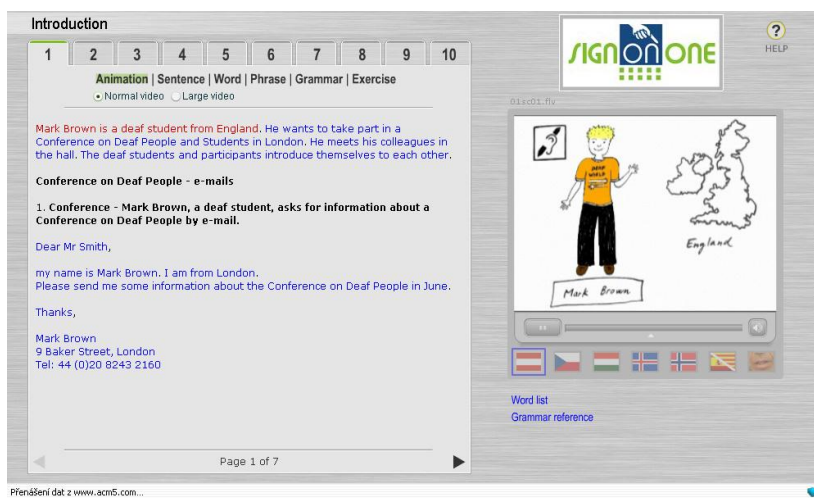 Introduction
1 2 3 4 5 6 7 8 9 10
Animation | Sentence | Word | Phrase | Grammar | Exercise
Normal video Large video
Mark Brown is a deaf student from England. He wants to take part in a
Conference on Deaf People and Students in London. He meets his colleagues in
the hall. The deaf students and participants introduce themselves to each other.
Conference on Deaf People - e-mails
1. Conference - Mark Brown, a deaf student, asks for information about a
Conference on Deaf People by e-mail.
Dear Mr Smith,
my name is Mark Brown. I am from London.
Please send me some information about the Conference on Deaf People in June.
Thanks,
Mark Brown
9 Baker Street, London
Tel: 44 (0)20 8243 2160
Page 1 of 7
SIGN on ONE
HELP
01sc01.flv
DEAF
WORLD
England
Mark Brown
Word list
Grammar reference
Přenášení dat z www.acm5.com...